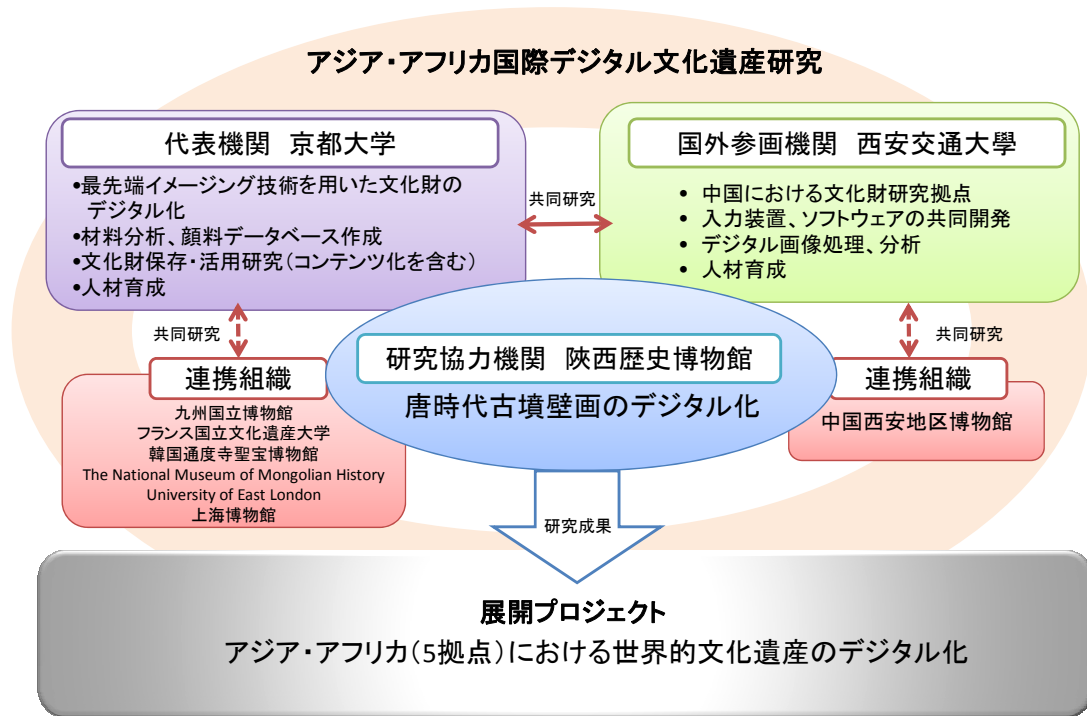 アジア・アフリカ国際デジタル文化遺産研究
代表機関　京都大学
•最先端イメージング技術を用いた文化財の
デジタル化
•材料分析、顔料データベース作成
•文化財保存・活用研究（コンテンツ化を含む）
•人材育成
共同研究
国外参画機関　西安交通大學
• 中国における文化財研究拠点
• 入力装置、ソフトウェアの共同開発
• デジタル画像処理、分析
• 人材育成
共同研究
連携組織
九州国立博物館
フランス国立文化遺産大学
韓国通度寺聖宝博物館
The National Museum of Mongolian History
University of East London
上海博物館
研究協力機関　陝西歴史博物館
唐時代古墳壁画のデジタル化
共同研究
連携組織
中国西安地区博物館
研究成果
展開プロジェクト
アジア・アフリカ（5拠点）における世界的文化遺産のデジタル化